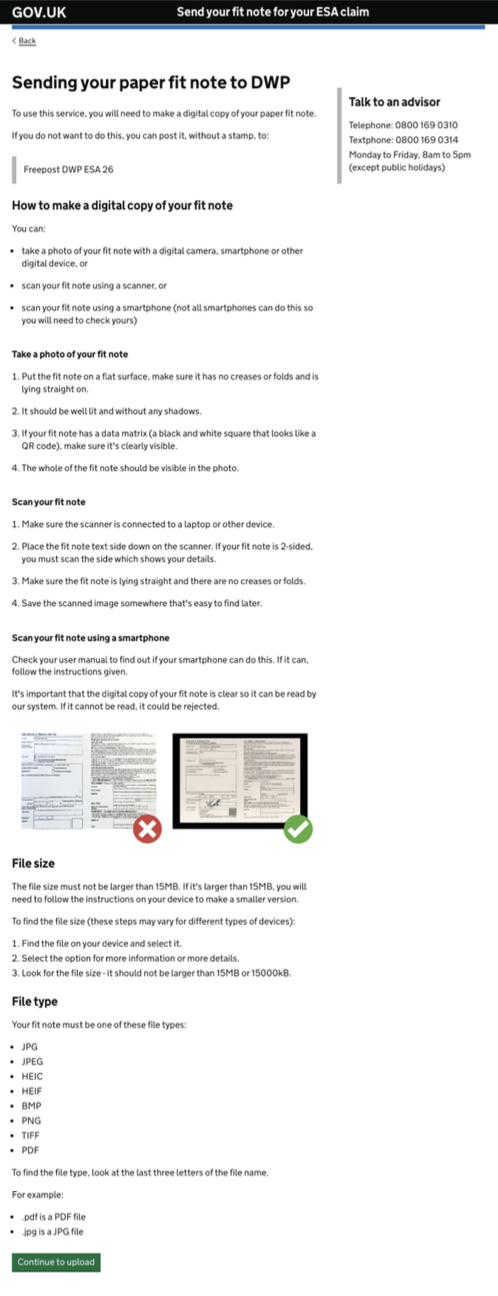 GOV.UK
Send your fit note for your ESA claim
< Back
Sending your paper fit note to DWP
To use this service, you will need to make a digital copy of your paper fit note.
If you do not want to do this, you can post it, without a stamp, to:
Freepost DWP ESA 26
Talk to an advisor
Telephone: 0800 169 0310
Textphone: 0800 169 0314
Monday to Friday, 8am to 5pm
(except public holidays)
How to make a digital copy of your fit note
You can:
• take a photo of your fit note with a digital camera, smartphone or other
digital device, or
• scan your fit note using a scanner, or
• scan your fit note using a smartphone (not all smartphones can do this so
you will need to check yours)
Take a photo of your fit note
1. Put the fit note on a flat surface, make sure it has no creases or folds and is
lying straight on.
2. It should be well lit and without any shadows.
3. If your fit note has a data matrix (a black and white square that looks like a
QR code), make sure it's clearly visible.
4. The whole of the fit note should be visible in the photo.
Scan your fit note
1. Make sure the scanner is connected to a laptop or other device.
2. Place the fit note text side down on the scanner. If your fit note is 2-sided,
you must scan the side which shows your details.
3. Make sure the fit note is lying straight and there are no creases or folds.
4. Save the scanned image somewhere that's easy to find later.
Scan your fit note using a smartphone
Check your user manual to find out if your smartphone can do this. If it can,
follow the instructions given.
It's important that the digital copy of your fit note is clear so it can be read by
our system. If it cannot be read, it could be rejected.
File size
The file size must not be larger than 15MB. If it's larger than 15MB, you will
need to follow the instructions on your device to make a smaller version.
To find the file size (these steps may vary for different types of devices):
1. Find the file on your device and select it.
2. Select the option for more information or more details.
3. Look for the file size - it should not be larger than 15MB or 15000kB.
File type
Your fit note must be one of these file types:
• JPG
• JPEG
• HEIC
• HEIF
• BMP
• PNG
• TIFF
• PDF
To find the file type, look at the last three letters of the file name.
For example:
• .pdf is a PDF file
• .jpg is a JPG file
Continue to upload